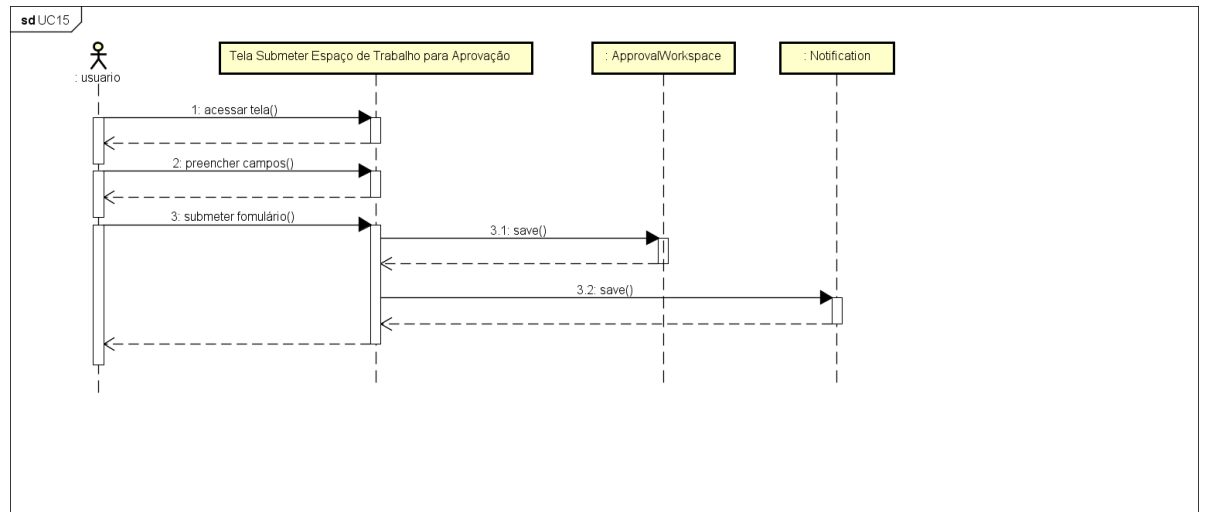 sd UC15
: usuario
Tela Submeter Espaço de Trabalho para Aprovação
: ApprovalWorkspace
: Notification
1: acessar tela()
2: preencher campos()
3: submeter fomulário()
3.1: save()
3.2: save()